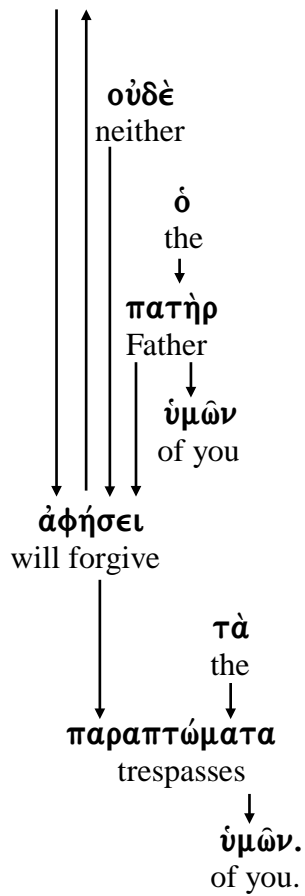 οὐδὲ
neither
ὁ
the
πατὴρ
Father
ὑμῶν
of you
ἀφήσει
will forgive
τὰ
the
παραπτώματα
trespasses
ὑμῶν.
of you.